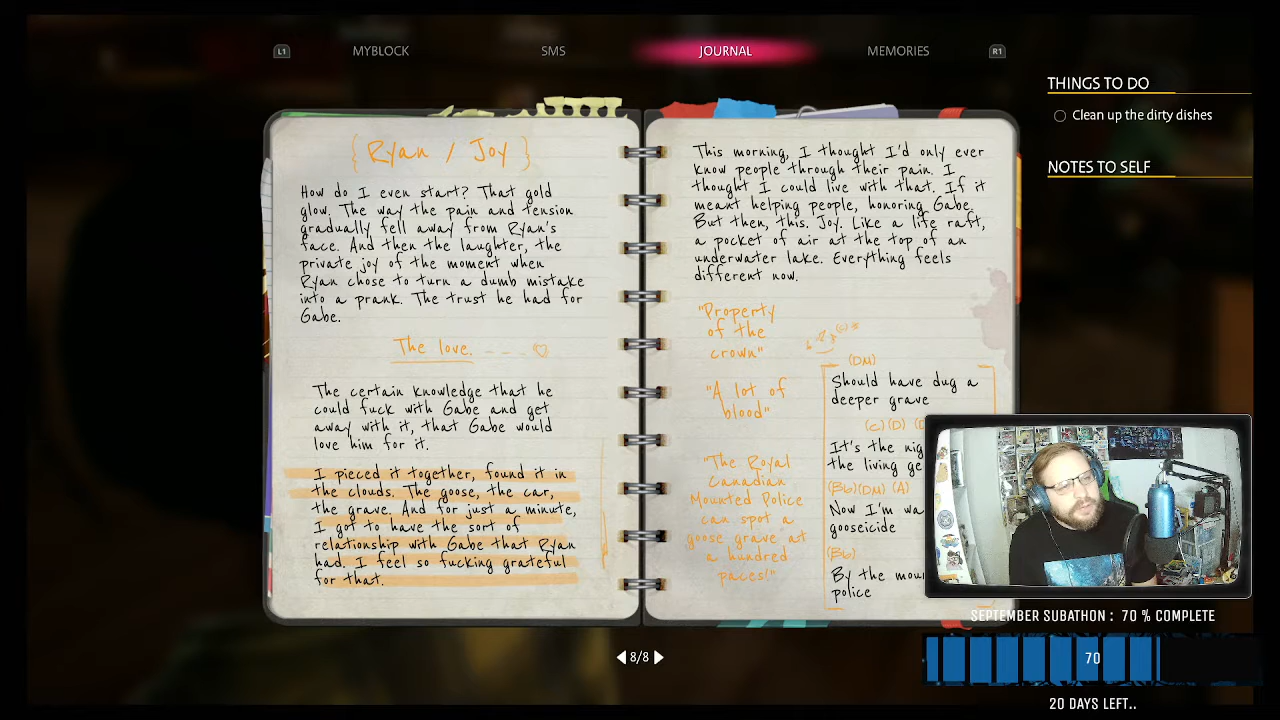 L1
MYBLOCK
SMS
JOURNAL
MEMORIES
R1
THINGS TO DO
Clean up the dirty dishes
NOTES TO SELF
{ Ryan / Joy }
How do I even start? That gold
glow. The way the pain and tension
gradually fell away from Ryan's
face. And then the laughter, the
private joy of the moment when
Ryan chose to turn a dumb mistake
into a prank. The trust he had for
Gabe.
The love.
The certain knowledge that he
could fuck with Gabe and get
away with it, that Gabe would
love him for it.
I pieced it together, found it in
the clouds. The goose, the car,
the grave. And for just a minute,
I got to have the sort of
relationship with Gabe that Ryan
had. I feel so fucking grateful
for that.
This morning, I thought I'd only ever
know people through their pain. I
thought I could live with that. If it
meant helping people, honoring Gabe.
But then, this. Joy. Like a life raft,
a pocket of air at the top of an
underwater lake. Everything feels
different now.
"Property
of the
crown"
"A lot of
blood"
"The Royal
Canadian
Mounted Police
can spot a
goose grave at
a hundred
paces!"
(DM)
Should have dug a
deeper grave
(C) (D)
It's the
the living
(Bb) (DM) (A)
Now I'm
gooseicide
(Bb)
By the
police
8/8
SEPTEMBER SUBATHON : 70 % COMPLETE
70
20 DAYS LEFT..